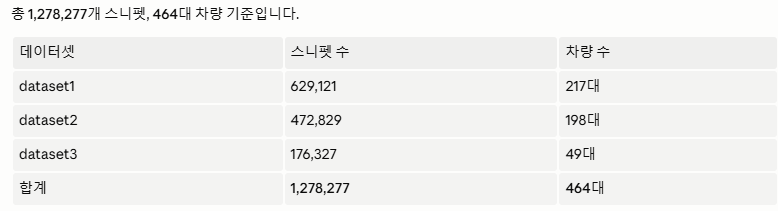 총 1,278,277개 스니펫, 464대 차량 기준입니다.
데이터셋 스니펫 수 차량 수
dataset1 629,121 217대
dataset2 472,829 198대
dataset3 176,327 49대
합계 1,278,277 464대